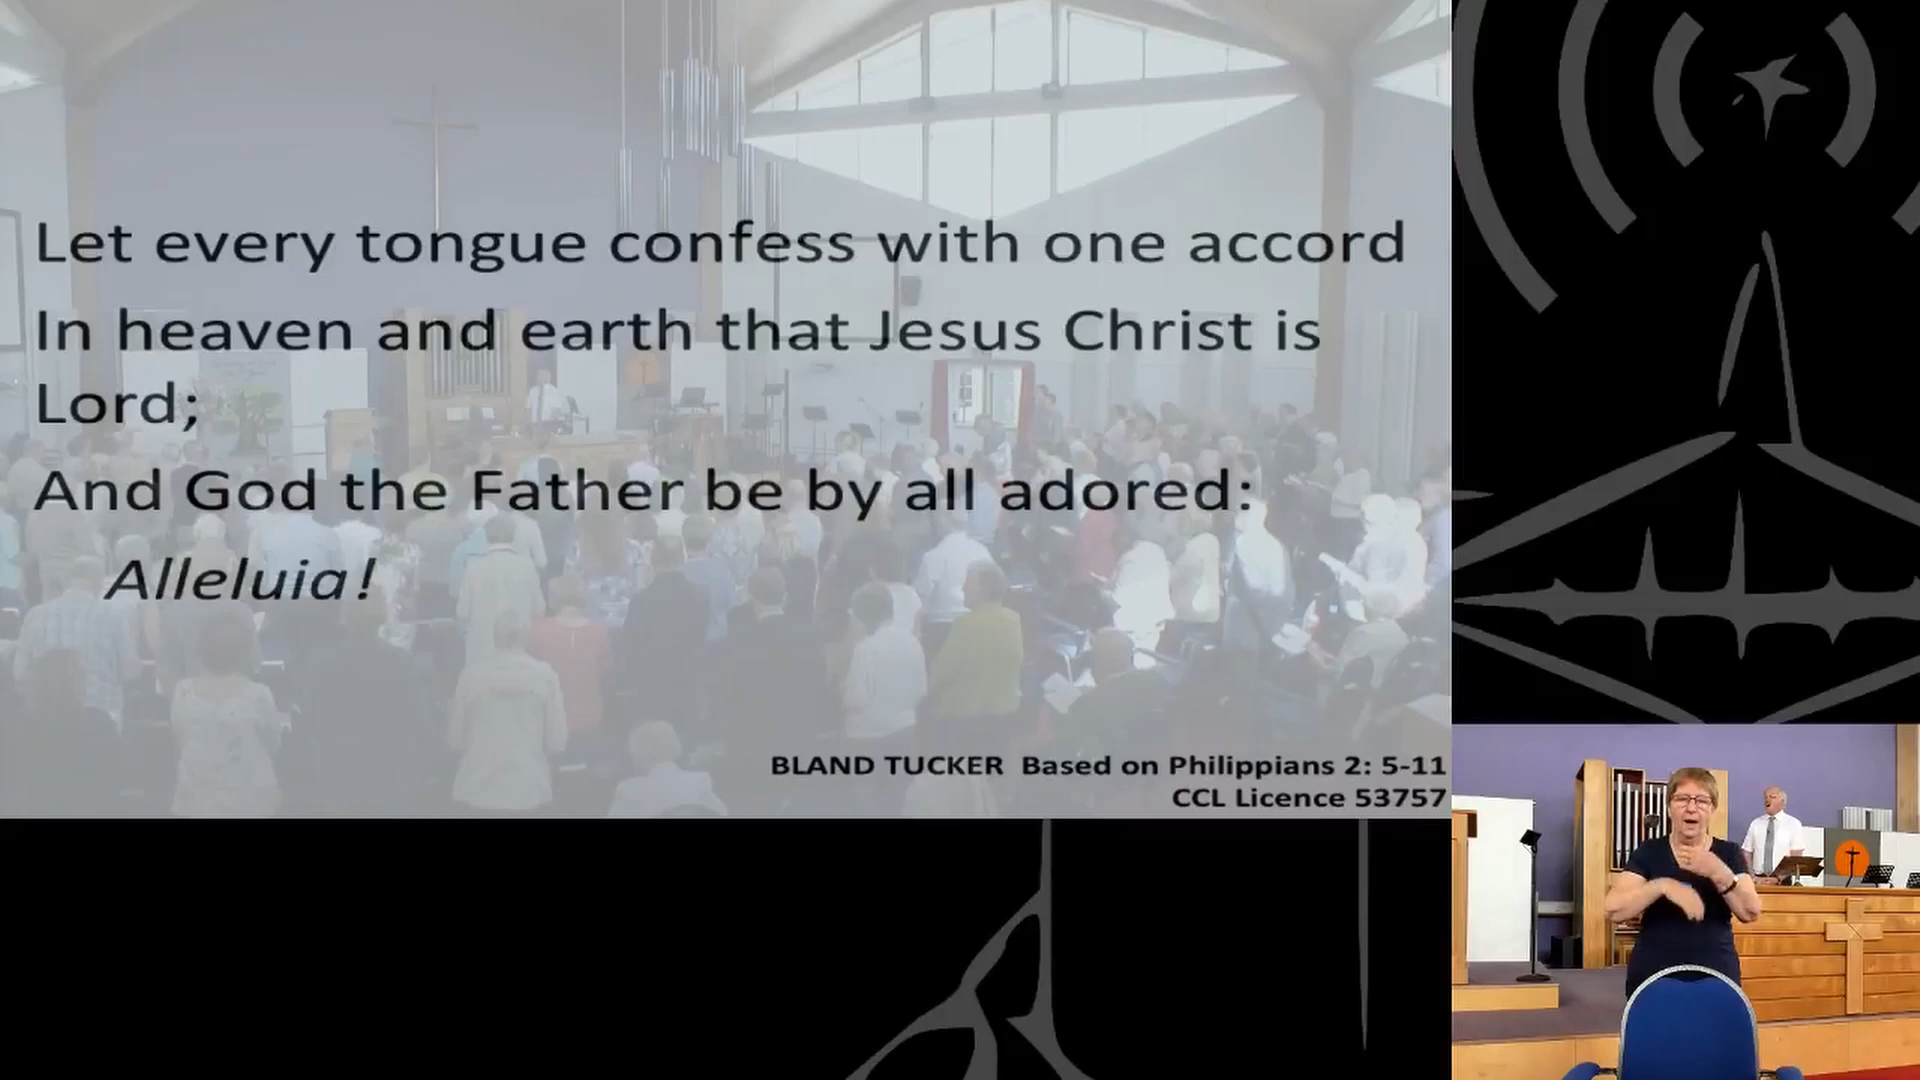 Let every tongue confess with one accord
In heaven and earth that Jesus Christ is
Lord;
And God the Father be by all adored:
Alleluia!
BLAND TUCKER  Based on Philippians 2: 5-11
CCL Licence 53757